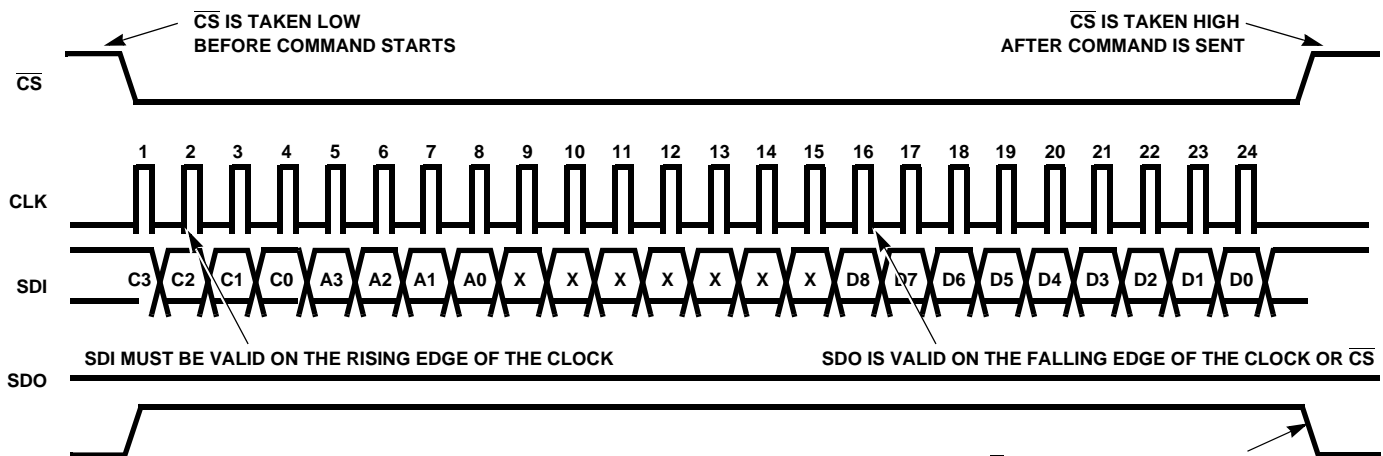 CS IS TAKEN LOW
BEFORE COMMAND STARTS
CS IS TAKEN HIGH
AFTER COMMAND IS SENT
CS
1 2 3 4 5 6 7 8 9 10 11 12 13 14 15 16 17 18 19 20 21 22 23 24
CLK
SDI
C3 C2 C1 C0 A3 A2 A1 A0 X X X X X X X D8 D7 D6 D5 D4 D3 D2 D1 D0
SDI MUST BE VALID ON THE RISING EDGE OF THE CLOCK
SDO IS VALID ON THE FALLING EDGE OF THE CLOCK OR CS
SDO